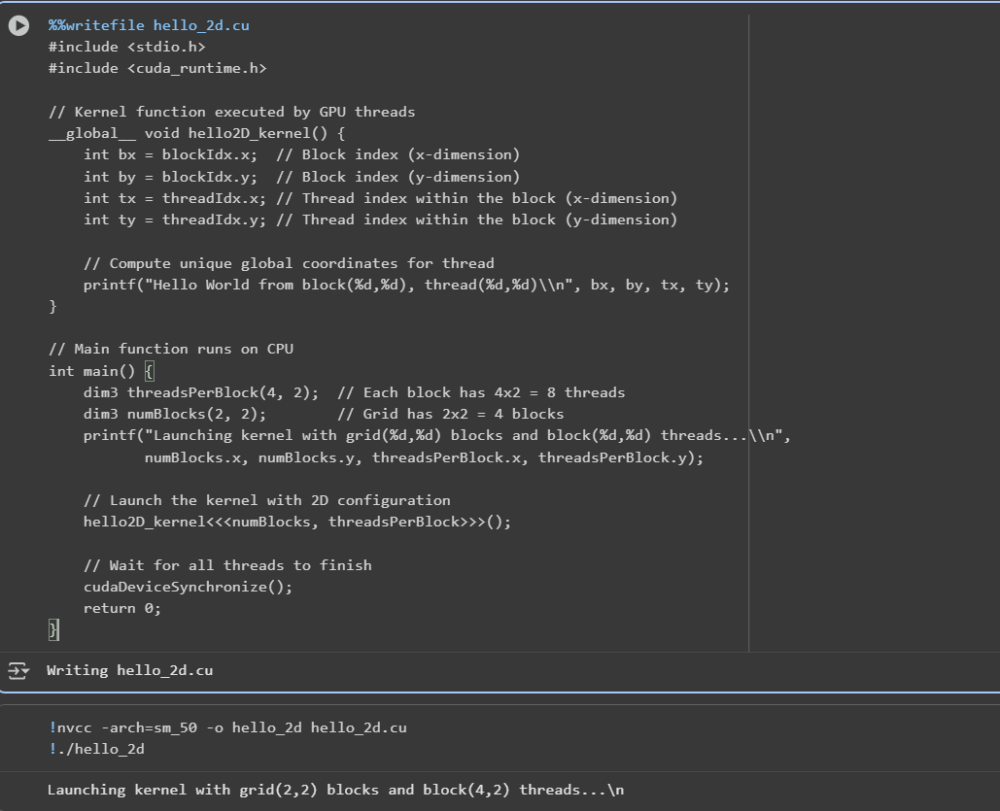 %%writefile hello_2d.cu
#include <stdio.h>
#include <cuda_runtime.h>

// Kernel function executed by GPU threads
__global__ void hello2D_kernel() {
    int bx = blockIdx.x;  // Block index (x-dimension)
    int by = blockIdx.y;  // Block index (y-dimension)
    int tx = threadIdx.x; // Thread index within the block (x-dimension)
    int ty = threadIdx.y; // Thread index within the block (y-dimension)

    // Compute unique global coordinates for thread
    printf("Hello World from block(%d,%d), thread(%d,%d)\\n", bx, by, tx, ty);
}

// Main function runs on CPU
int main() {
    dim3 threadsPerBlock(4, 2);  // Each block has 4x2 = 8 threads
    dim3 numBlocks(2, 2);        // Grid has 2x2 = 4 blocks
    printf("Launching kernel with grid(%d,%d) blocks and block(%d,%d) threads...\\n",
           numBlocks.x, numBlocks.y, threadsPerBlock.x, threadsPerBlock.y);

    // Launch the kernel with 2D configuration
    hello2D_kernel<<<numBlocks, threadsPerBlock>>>();

    // Wait for all threads to finish
    cudaDeviceSynchronize();
    return 0;
}
Writing hello_2d.cu
!nvcc -arch=sm_50 -o hello_2d hello_2d.cu
!./hello_2d
Launching kernel with grid(2,2) blocks and block(4,2) threads...\n